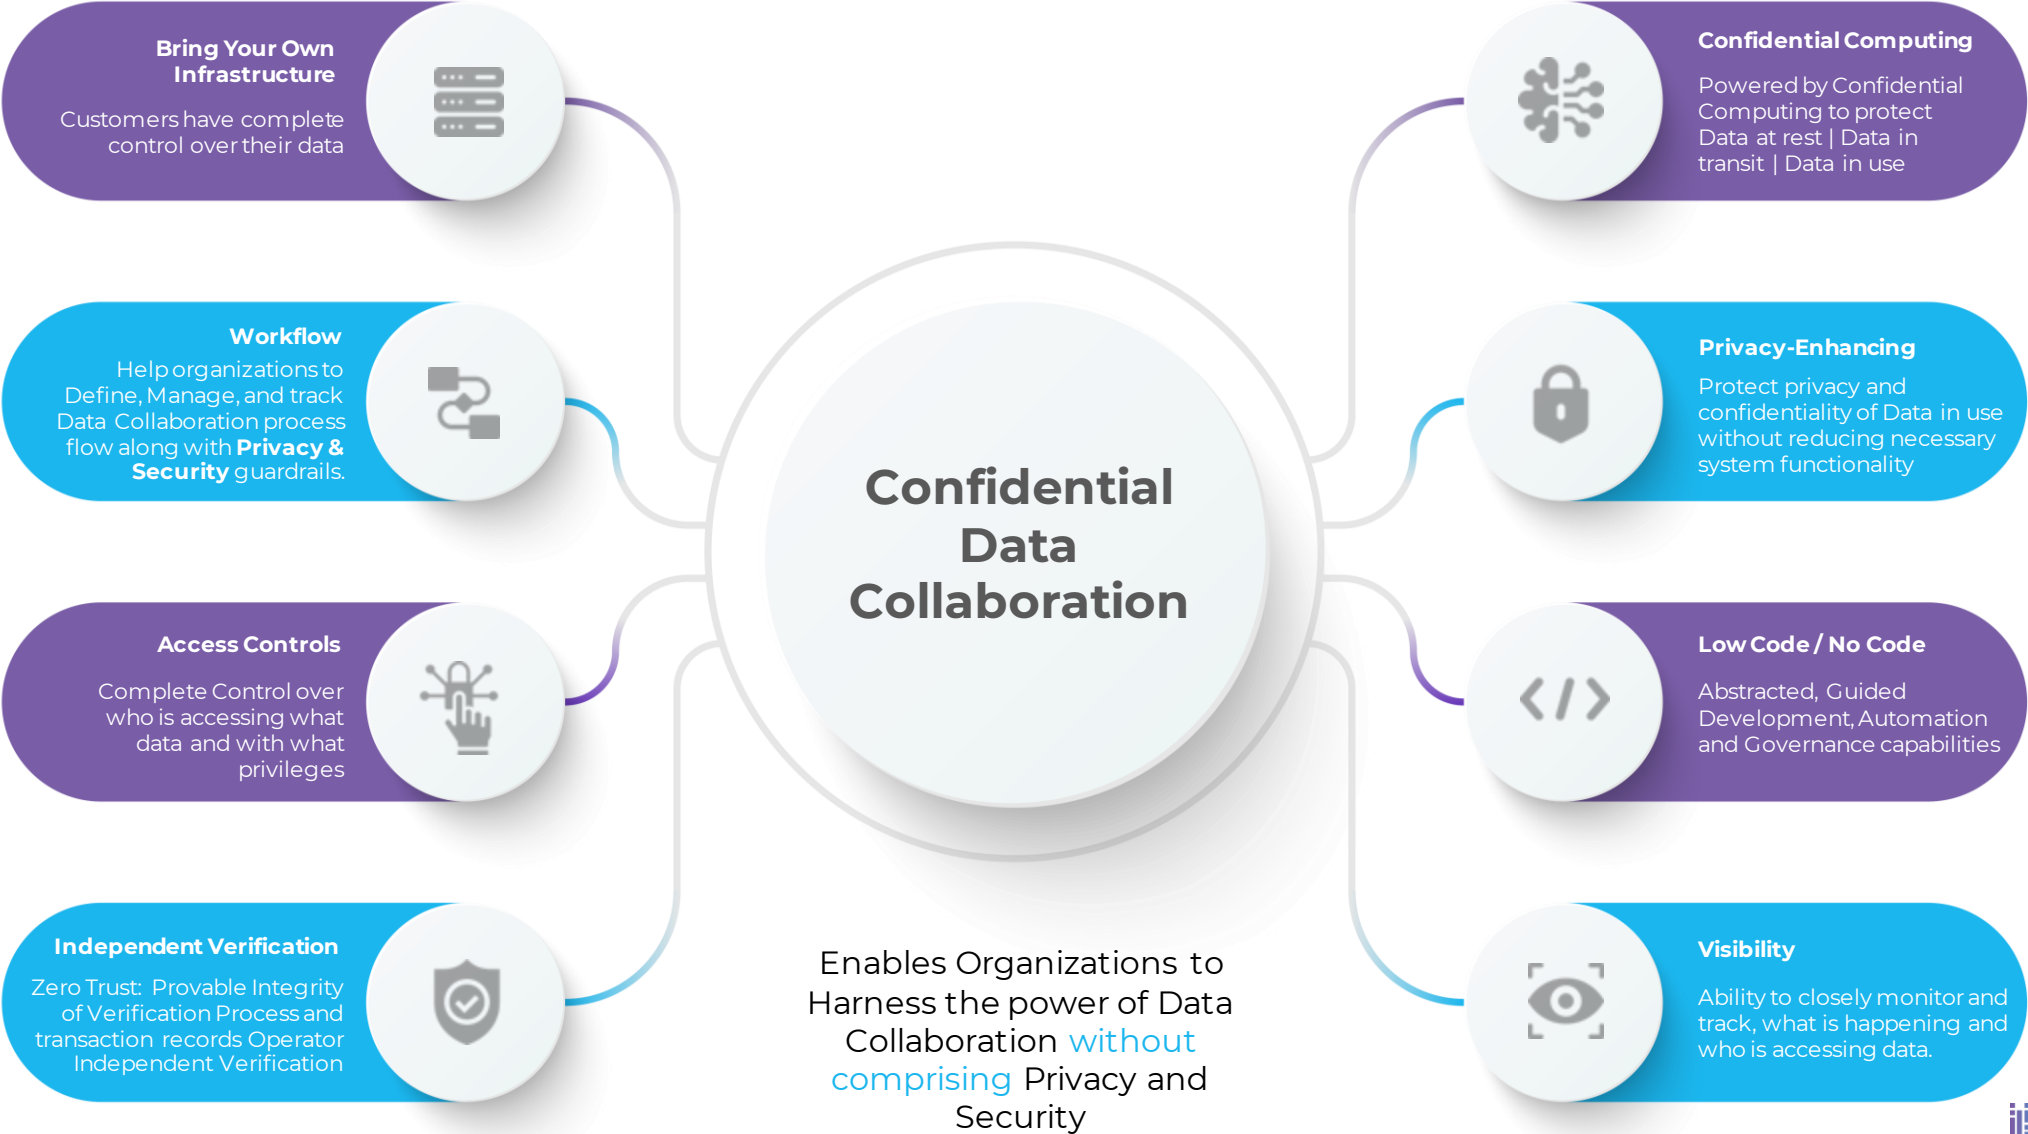 Bring Your Own
Infrastructure
Customers have complete
control over their data
Workflow
Help organizations to
Define, Manage, and track
Data Collaboration process
flow along with Privacy &
Security guardrails.
Access Controls
Complete Control over
who is accessing what
data and with what
privileges
Independent Verification
Zero Trust: Provable Integrity
of Verification Process and
transaction records Operator
Independent Verification
Confidential
Data
Collaboration
Enables Organizations to
Harness the power of Data
Collaboration without
comprising Privacy and
Security
Confidential Computing
Powered by Confidential
Computing to protect
Data at rest | Data in
transit | Data in use
Privacy-Enhancing
Protect privacy and
confidentiality of Data in use
without reducing necessary
system functionality
Low Code / No Code
Abstracted, Guided
Development, Automation
and Governance capabilities
Visibility
Ability to closely monitor and
track, what is happening and
who is accessing data.